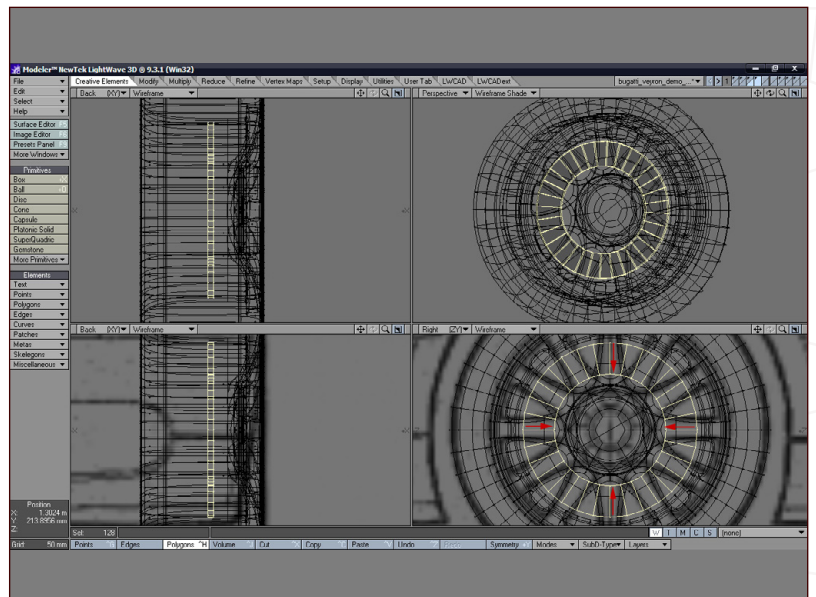 Modeler™ NewTek LightWave 3D ® 9.3.1 (Win32)
File
Creative Elements Modify Multiply Reduce Refine Vertex Maps Setup Display Utilities User Tab LWCAD LWCADext
bugatti_veyron_demo_...*
1
Edit
Select
Help
Back (XY) Wireframe
Perspective Wireframe Shade
Surface Editor F5
Image Editor F6
Presets Panel
More Windows
Primitives
Box
Ball
Disc
Cone
Capsule
Platonic Solid
SuperQuadric
Gemstone
More Primitives
Elements
Text
Points
Polygons
Edges
Curves
Patches
Metas
Skelegons
Miscellaneous
Back (XY) Wireframe
Right (ZY) Wireframe
Position
X: 1.3024 m
Y: 213.8956 mm
Z:
Sel: 128
W T M C S (none)
Grid: 50 mm
Points Edges Polygons ^H Volume Cut Copy Paste Undo Redo Symmetry Modes SubD-Type Layers